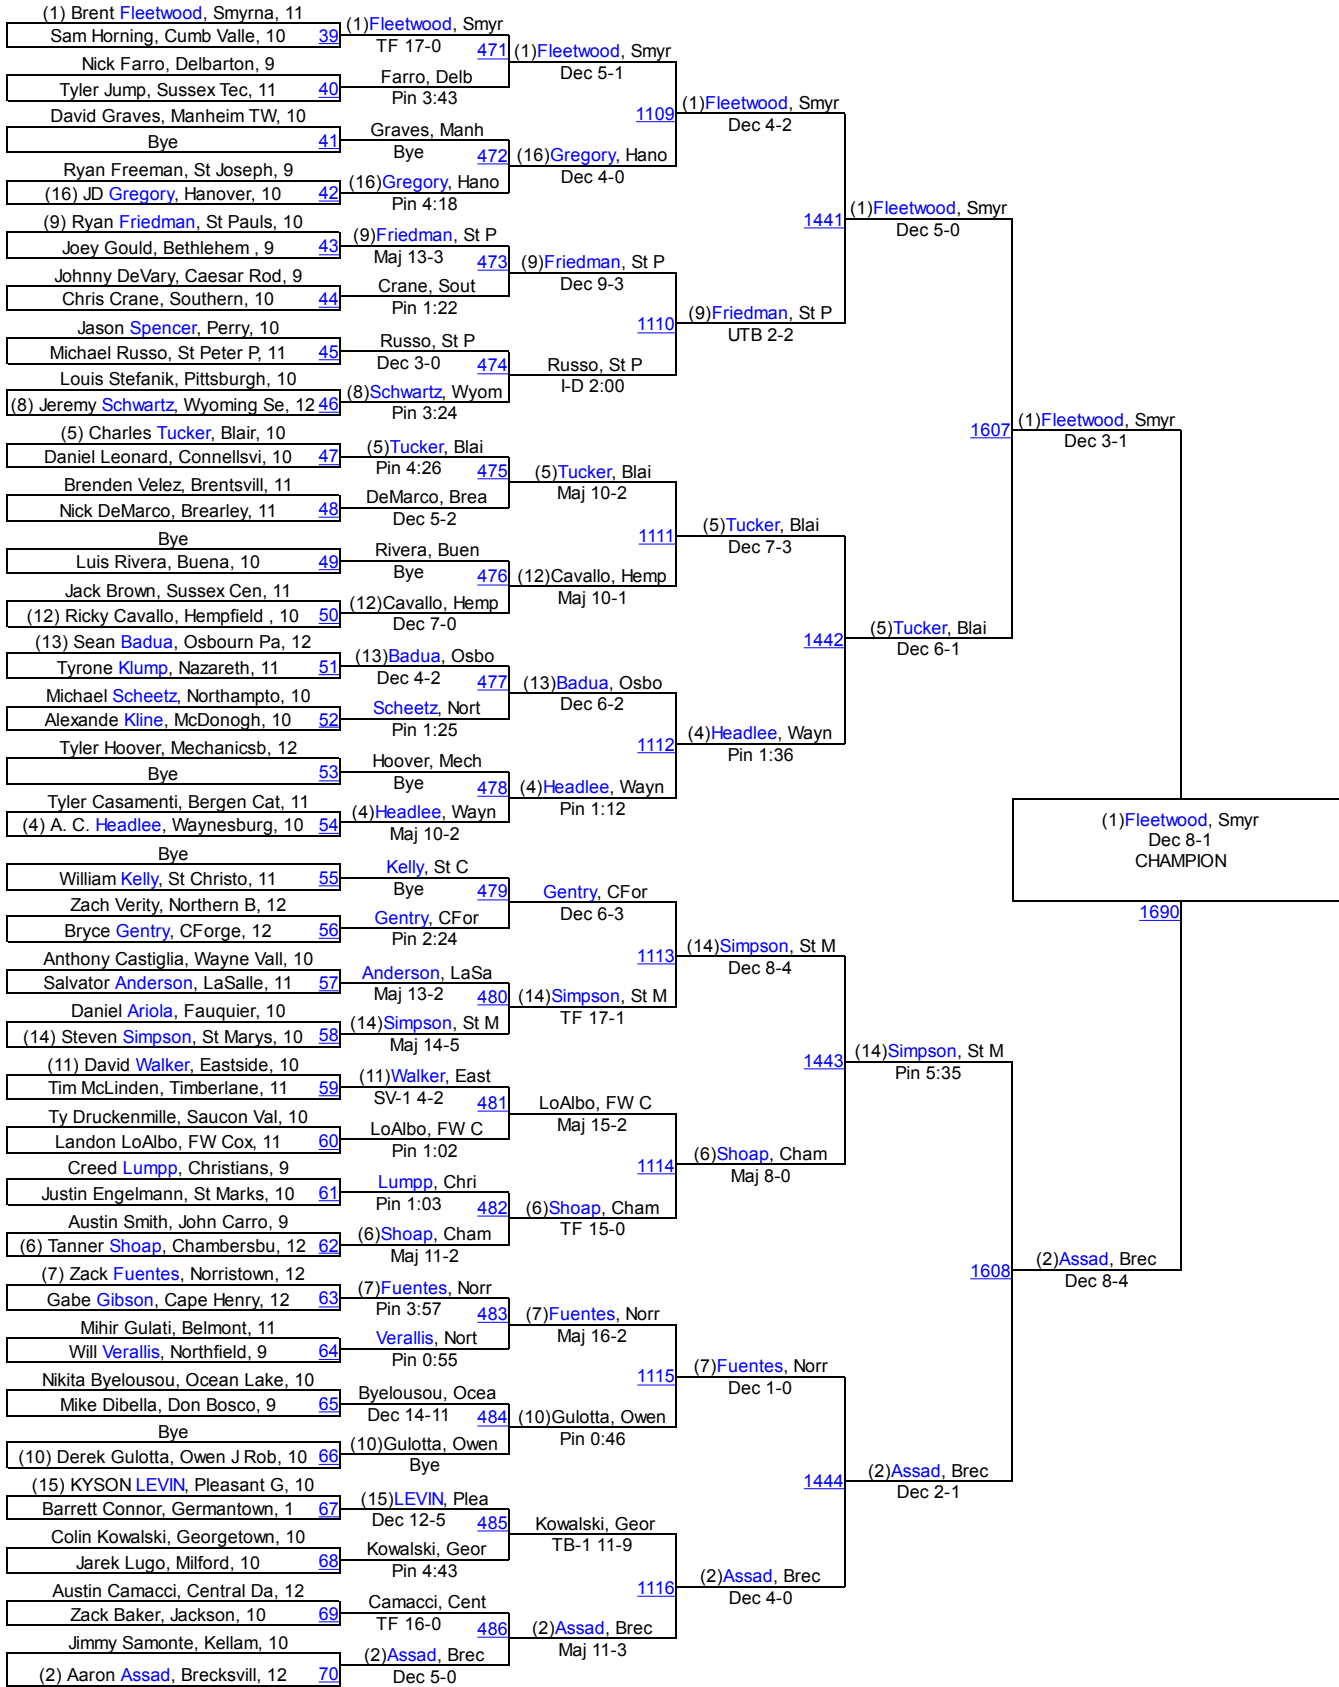 (1) Brent Fleetwood, Smyrna, 11
Sam Horning, Cumb Valle, 10 39
Nick Farro, Delbarton, 9
Tyler Jump, Sussex Tec, 11 40
David Graves, Manheim TW, 10
Bye 41
Ryan Freeman, St Joseph, 9
(16) JD Gregory, Hanover, 10 42
(9) Ryan Friedman, St Pauls, 10
Joey Gould, Bethlehem , 9 43
Johnny DeVary, Caesar Rod, 9
Chris Crane, Southern, 10 44
Jason Spencer, Perry, 10
Michael Russo, St Peter P, 11 45
Louis Stefanik, Pittsburgh, 10
(8) Jeremy Schwartz, Wyoming Se, 12 46
(5) Charles Tucker, Blair, 10
Daniel Leonard, Connellsvi, 10 47
Brenden Velez, Brentsvill, 11
Nick DeMarco, Brearley, 11 48
Bye
Luis Rivera, Buena, 10 49
Jack Brown, Sussex Cen, 11
(12) Ricky Cavallo, Hempfield , 10 50
(13) Sean Badua, Osbourn Pa, 12
Tyrone Klump, Nazareth, 11 51
Michael Scheetz, Northampto, 10
Alexande Kline, McDonogh, 10 52
Tyler Hoover, Mechanicsb, 12
Bye 53
Tyler Casamenti, Bergen Cat, 11
(4) A. C. Headlee, Waynesburg, 10 54
Bye
William Kelly, St Christo, 11 55
Zach Verity, Northern B, 12
Bryce Gentry, CForge, 12 56
Anthony Castiglia, Wayne Vall, 10
Salvator Anderson, LaSalle, 11 57
Daniel Ariola, Fauquier, 10
(14) Steven Simpson, St Marys, 10 58
(11) David Walker, Eastside, 10
Tim McLinden, Timberlane, 11 59
Ty Druckenmille, Saucon Val, 10
Landon LoAlbo, FW Cox, 11 60
Creed Lumpp, Christians, 9
Justin Engelmann, St Marks, 10 61
Austin Smith, John Carro, 9
(6) Tanner Shoap, Chambersbu, 12 62
(7) Zack Fuentes, Norristown, 12
Gabe Gibson, Cape Henry, 12 63
Mihir Gulati, Belmont, 11
Will Verallis, Northfield, 9 64
Nikita Byelousou, Ocean Lake, 10
Mike Dibella, Don Bosco, 9 65
Bye
(10) Derek Gulotta, Owen J Rob, 10 66
(15) KYSON LEVIN, Pleasant G, 10
Barrett Connor, Germantown, 1 67
Colin Kowalski, Georgetown, 10
Jarek Lugo, Milford, 10 68
Austin Camacci, Central Da, 12
Zack Baker, Jackson, 10 69
Jimmy Samonte, Kellam, 10
(2) Aaron Assad, Brecksvill, 12 70
(1)Fleetwood, Smyr
TF 17-0
471
Farro, Delb
Pin 3:43
Graves, Manh
Bye
472
(16)Gregory, Hano
Pin 4:18
(9)Friedman, St P
Maj 13-3
473
Crane, Sout
Pin 1:22
Russo, St P
Dec 3-0
474
(8)Schwartz, Wyom
Pin 3:24
(5)Tucker, Blai
Pin 4:26
475
DeMarco, Brea
Dec 5-2
Rivera, Buen
Bye
476
(12)Cavallo, Hemp
Dec 7-0
(13)Badua, Osbo
Dec 4-2
477
Scheetz, Nort
Pin 1:25
Hoover, Mech
Bye
478
(4)Headlee, Wayn
Maj 10-2
Kelly, St C
Bye
479
Gentry, CFor
Pin 2:24
Anderson, LaSa
Maj 13-2
480
(14)Simpson, St M
Maj 14-5
(11)Walker, East
SV-1 4-2
481
LoAlbo, FW C
Pin 1:02
Lumpp, Chri
Pin 1:03
482
(6)Shoap, Cham
Maj 11-2
(7)Fuentes, Norr
Pin 3:57
483
Verallis, Nort
Pin 0:55
Byelousou, Ocea
Dec 14-11
484
(10)Gulotta, Owen
Bye
(15)LEVIN, Plea
Dec 12-5
485
Kowalski, Geor
Pin 4:43
Camacci, Cent
TF 16-0
486
(2)Assad, Brec
Dec 5-0
(1)Fleetwood, Smyr
Dec 5-1
1109
(16)Gregory, Hano
Dec 4-0
(9)Friedman, St P
Dec 9-3
1110
Russo, St P
I-D 2:00
(5)Tucker, Blai
Maj 10-2
1111
(12)Cavallo, Hemp
Maj 10-1
(13)Badua, Osbo
Dec 6-2
1112
(4)Headlee, Wayn
Pin 1:12
Gentry, CFor
Dec 6-3
1113
(14)Simpson, St M
TF 17-1
LoAlbo, FW C
Maj 15-2
1114
(6)Shoap, Cham
TF 15-0
(7)Fuentes, Norr
Maj 16-2
1115
(10)Gulotta, Owen
Pin 0:46
Kowalski, Geor
TB-1 11-9
1116
(2)Assad, Brec
Maj 11-3
(1)Fleetwood, Smyr
Dec 4-2
1441
(9)Friedman, St P
UTB 2-2
(5)Tucker, Blai
Dec 7-3
1442
(4)Headlee, Wayn
Pin 1:36
(14)Simpson, St M
Dec 8-4
1443
(6)Shoap, Cham
Maj 8-0
(7)Fuentes, Norr
Dec 1-0
1444
(2)Assad, Brec
Dec 4-0
(1)Fleetwood, Smyr
Dec 5-0
1607
(5)Tucker, Blai
Dec 6-1
(14)Simpson, St M
Pin 5:35
1608
(2)Assad, Brec
Dec 2-1
(1)Fleetwood, Smyr
Dec 3-1
(2)Assad, Brec
Dec 8-4
(1)Fleetwood, Smyr
Dec 8-1
CHAMPION
1690